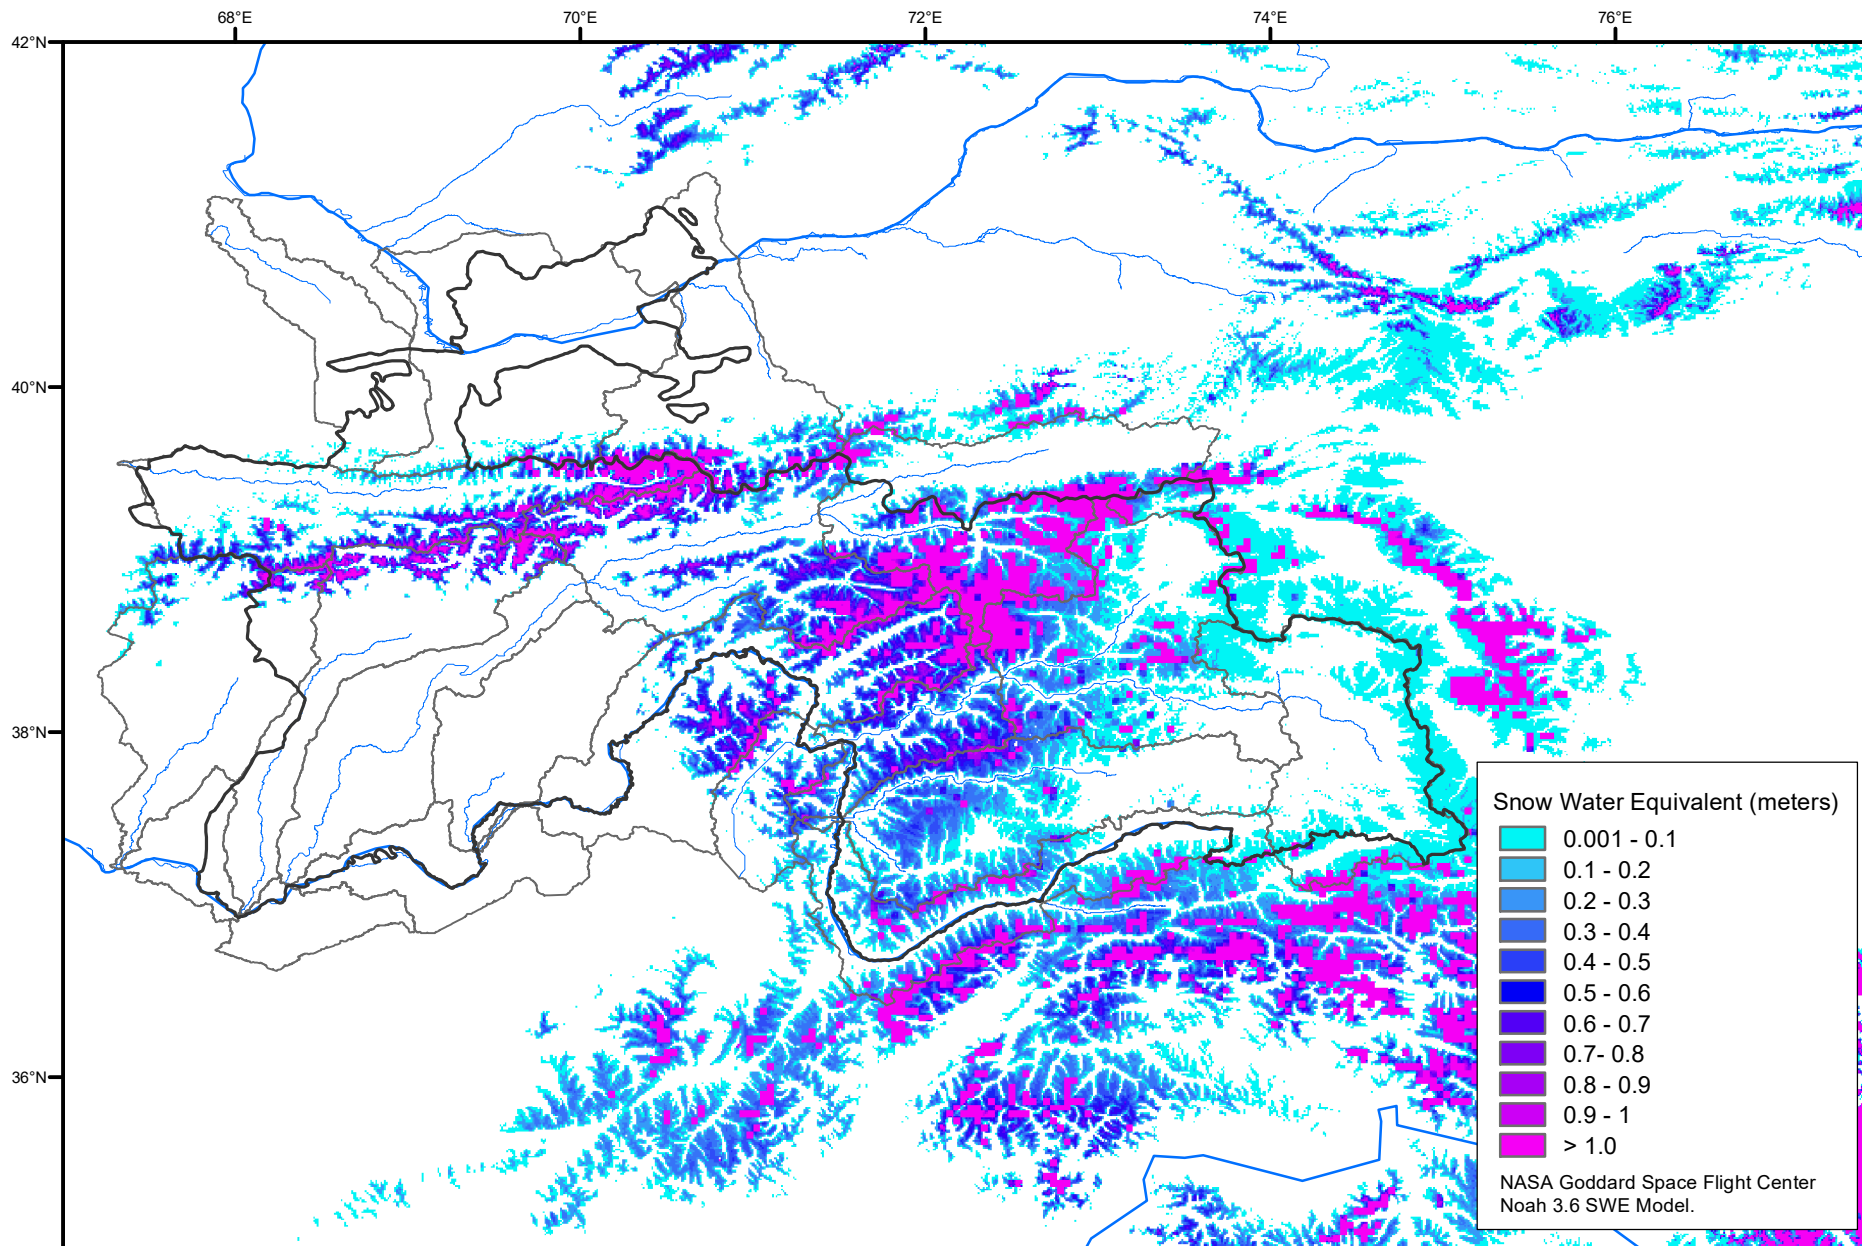 68°E
70°E
72°E
74°E
76°E
42°N
40°N
38°N
36°N
Snow Water Equivalent (meters)
0.001 - 0.1
0.1 - 0.2
0.2 - 0.3
0.3 - 0.4
0.4 - 0.5
0.5 - 0.6
0.6 - 0.7
0.7- 0.8
0.8 - 0.9
0.9 - 1
> 1.0
NASA Goddard Space Flight Center
Noah 3.6 SWE Model.